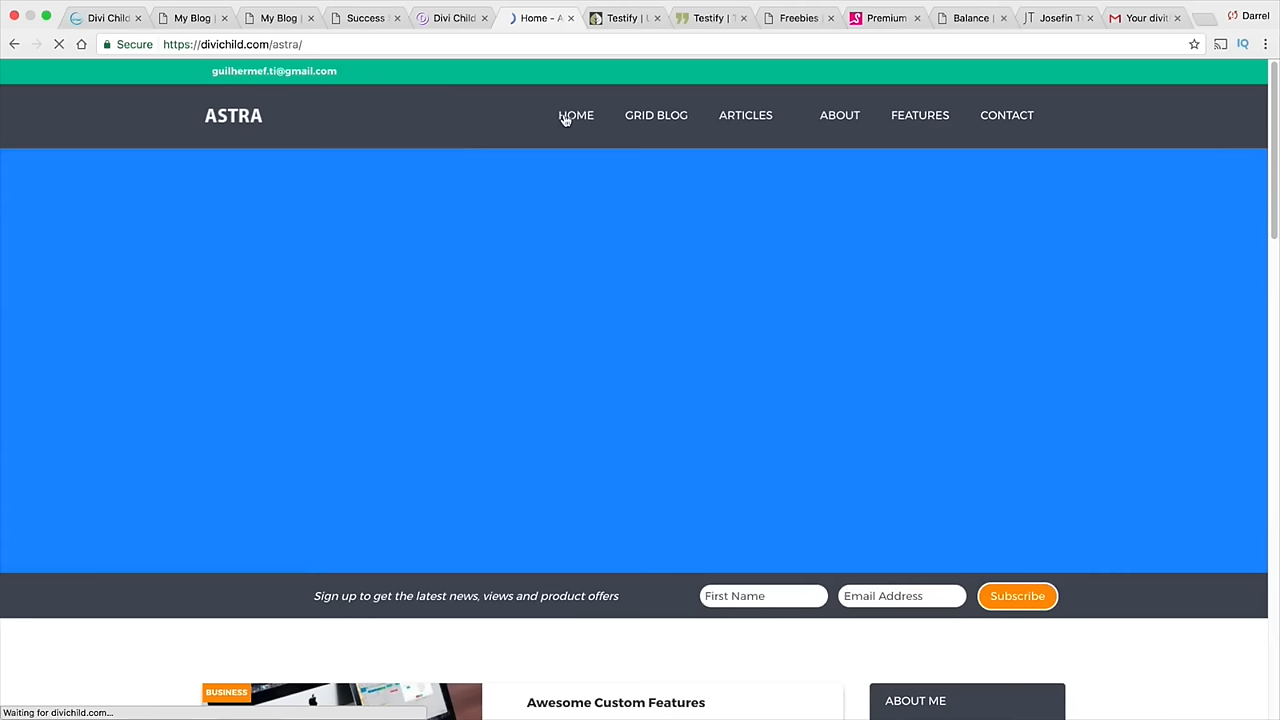 Divi Chil
My Blog |
My Blog |
Success
Divi Child
Home - A
Testify | L
Testify | T
Freebies
Premium
Balance |
Josefin T
Your divit
Darrel
Secure
https://divichild.com/astra/
IQ
guilhermef.ti@gmail.com
ASTRA
HOME
GRID BLOG
ARTICLES
ABOUT
FEATURES
CONTACT
Sign up to get the latest news, views and product offers
First Name
Email Address
Subscribe
BUSINESS
Awesome Custom Features
ABOUT ME
Waiting for divichild.com...